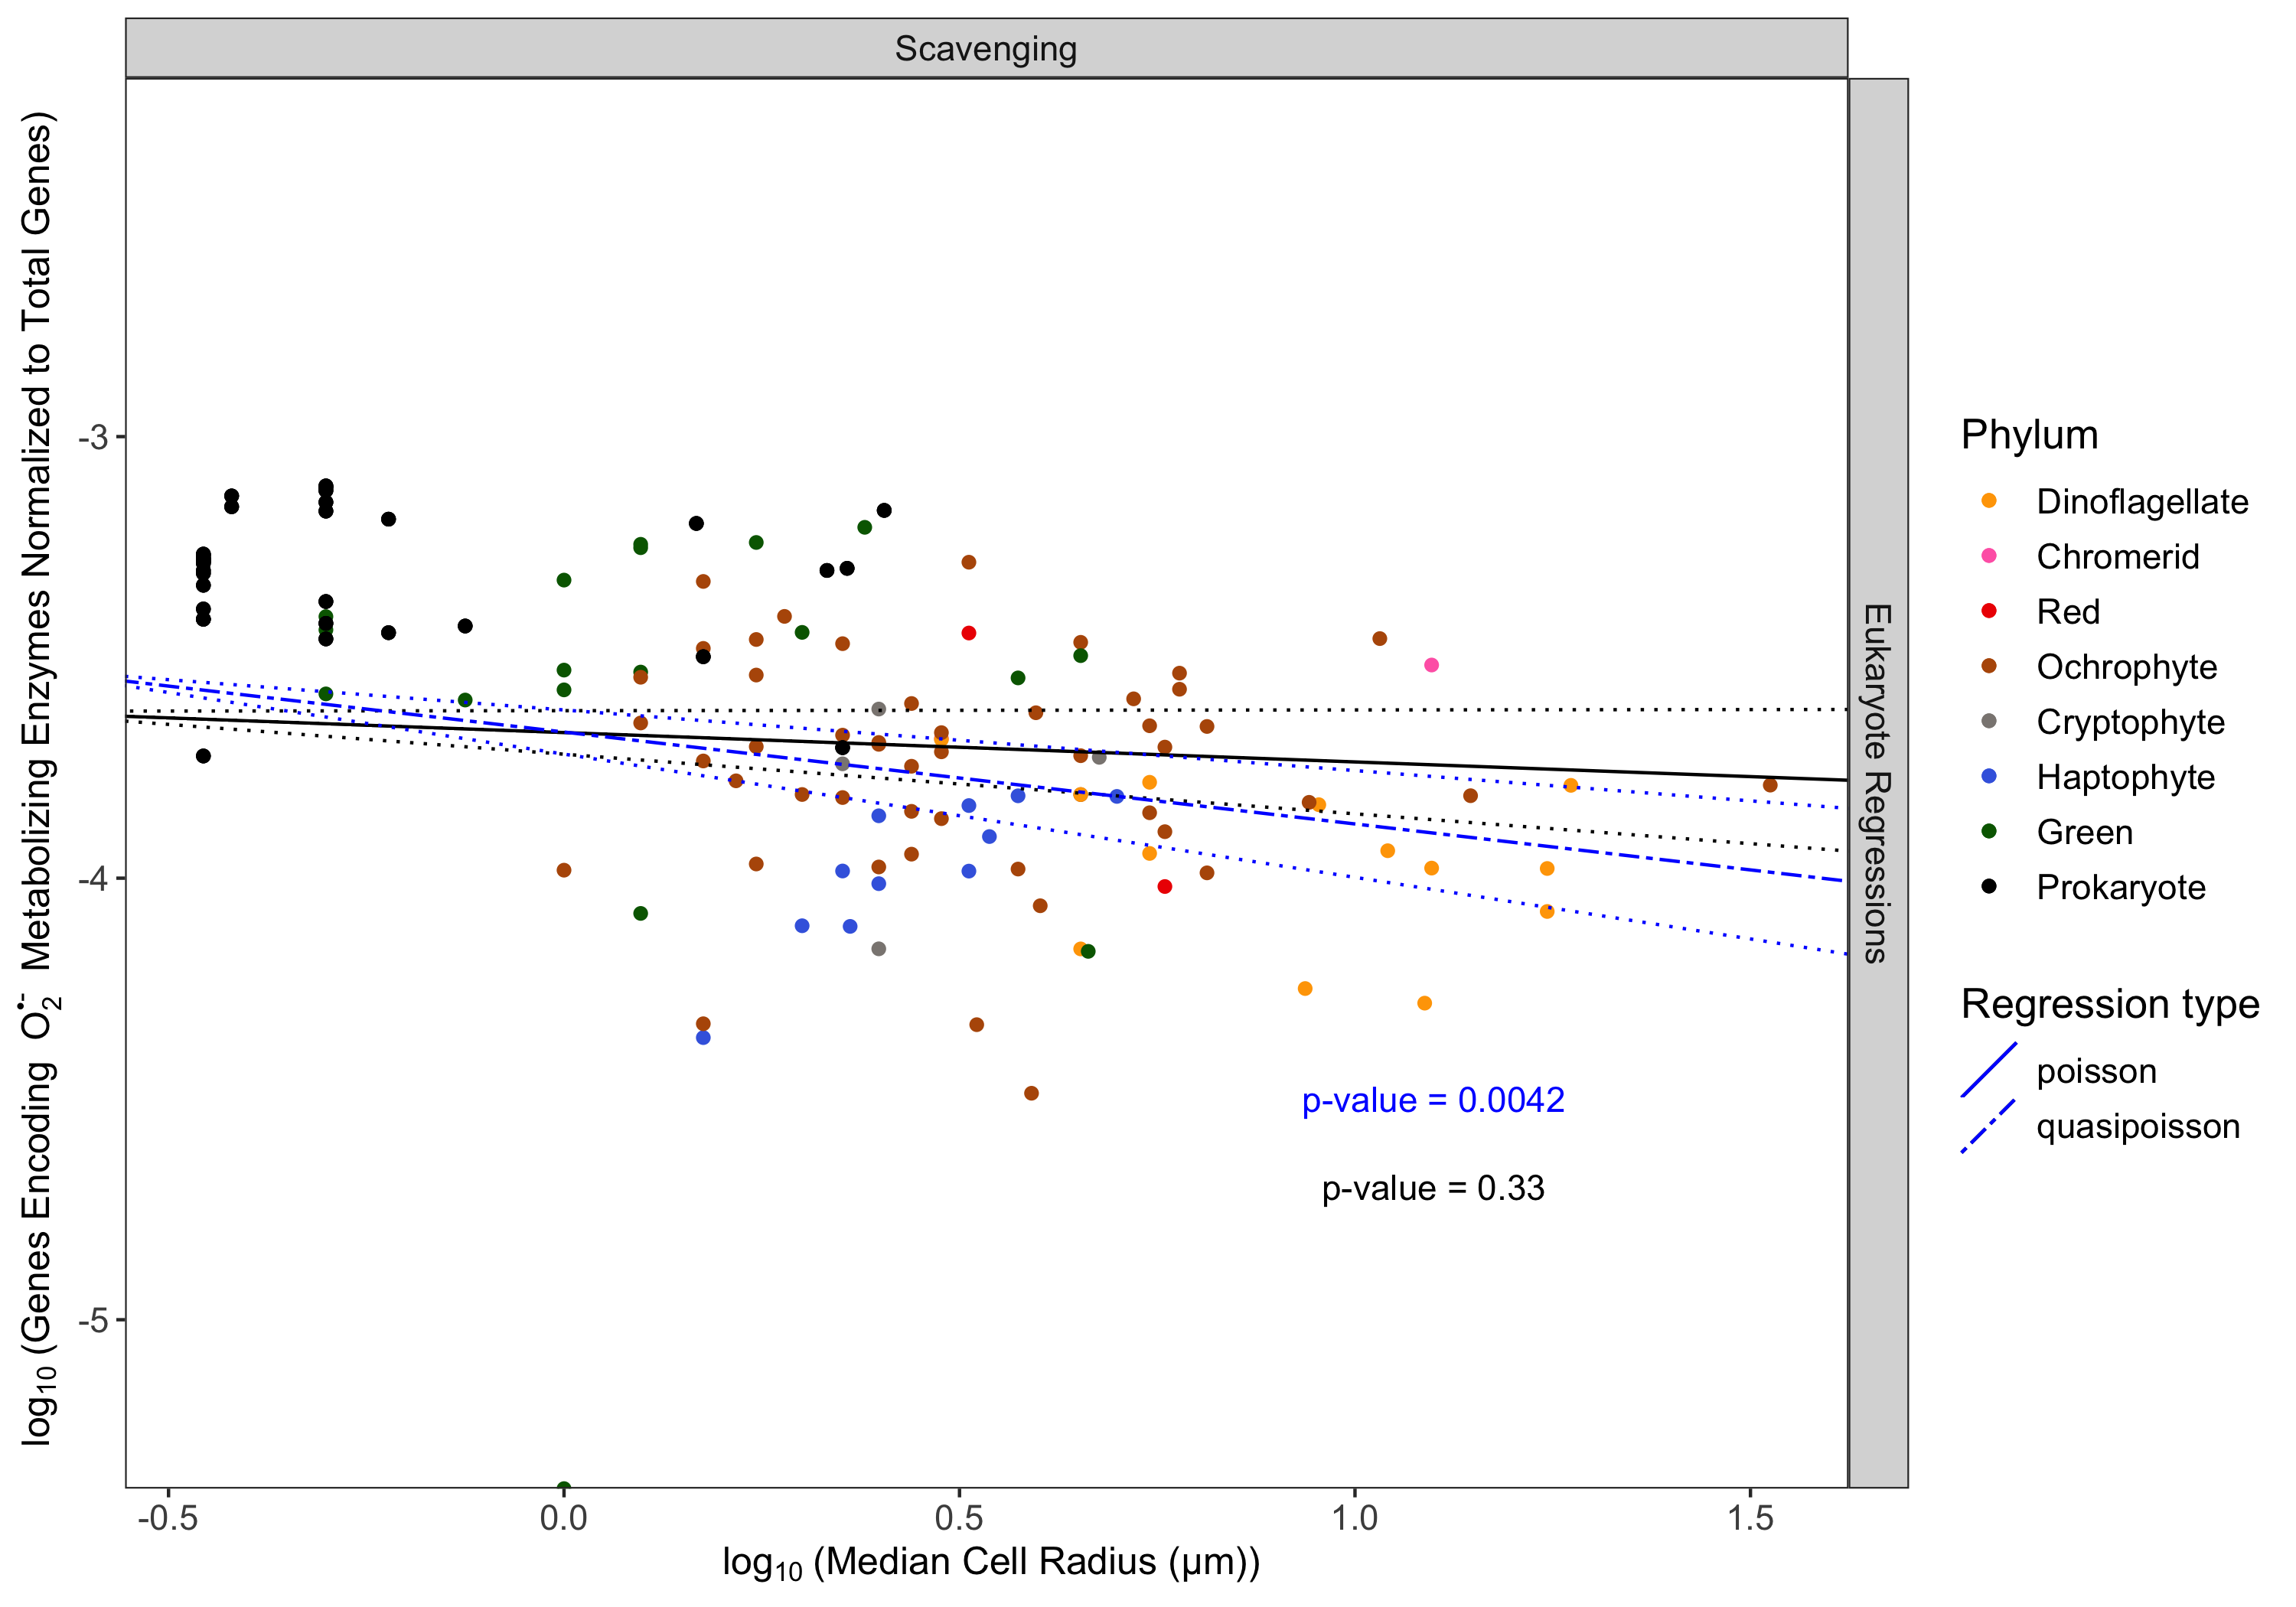 Scavenging
log10 (Genes Encoding O2•- Metabolizing Enzymes Normalized to Total Genes)
-3
-4
-5
Eukaryote Regressions
p-value = 0.0042
p-value = 0.33
-0.5 0.0 0.5 1.0 1.5
log10 (Median Cell Radius (μm))
Phylum
Dinoflagellate
Chromerid
Red
Ochrophyte
Cryptophyte
Haptophyte
Green
Prokaryote
Regression type
poisson
quasipoisson